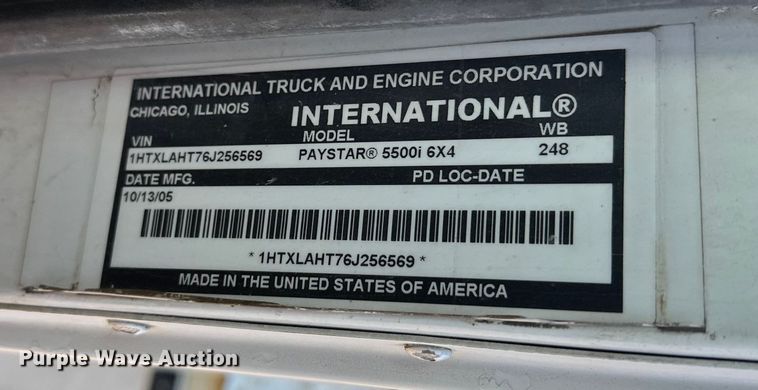 INTERNATIONAL TRUCK AND ENGINE CORPORATION
CHICAGO, ILLINOIS INTERNATIONAL®
VIN MODEL WB
1HTXLAHT76J256569 PAYSTAR® 5500i 6X4 248
DATE MFG. PD LOC-DATE
10/13/05
* 1HTXLAHT76J256569 *
MADE IN THE UNITED STATES OF AMERICA
Purple Wave Auction